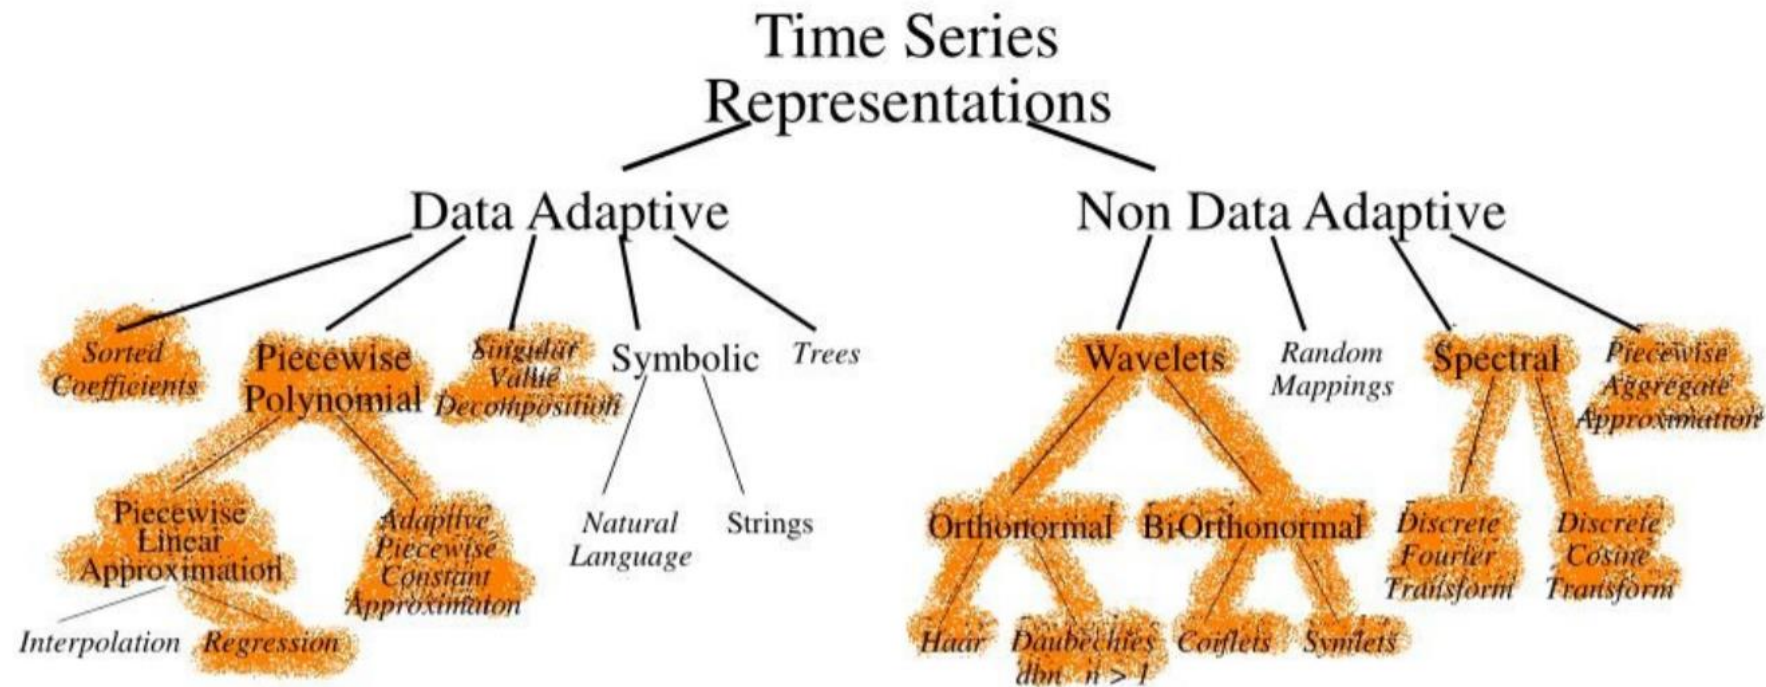 Time Series
Representations
Data Adaptive
Non Data Adaptive
Sorted
Coefficients
Piecewise
Polynomial
Singular
Value
Decomposition
Symbolic
Trees
Wavelets
Random
Mappings
Spectral
Piecewise
Aggregate
Approximation
Piecewise
Linear
Approximation
Adaptive
Piecewise
Constant
Approximaton
Natural
Language
Strings
Orthonormal
BiOrthonormal
Discrete
Fourier
Transform
Discrete
Cosine
Transform
Interpolation
Regression
Haar
Daubechies
dbn n > 1
Coiflets
Symlets